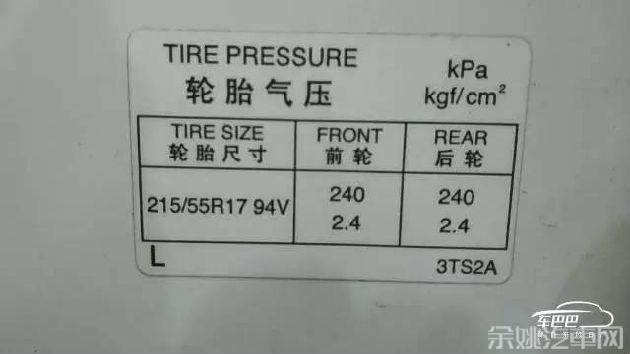 TIRE PRESSURE
轮胎气压
kPa
kgf/cm²
TIRE SIZE
轮胎尺寸
FRONT
前轮
REAR
后轮
215/55R17 94V
240
2.4
240
2.4
L
3TS2A
车巴巴
余姚汽车网